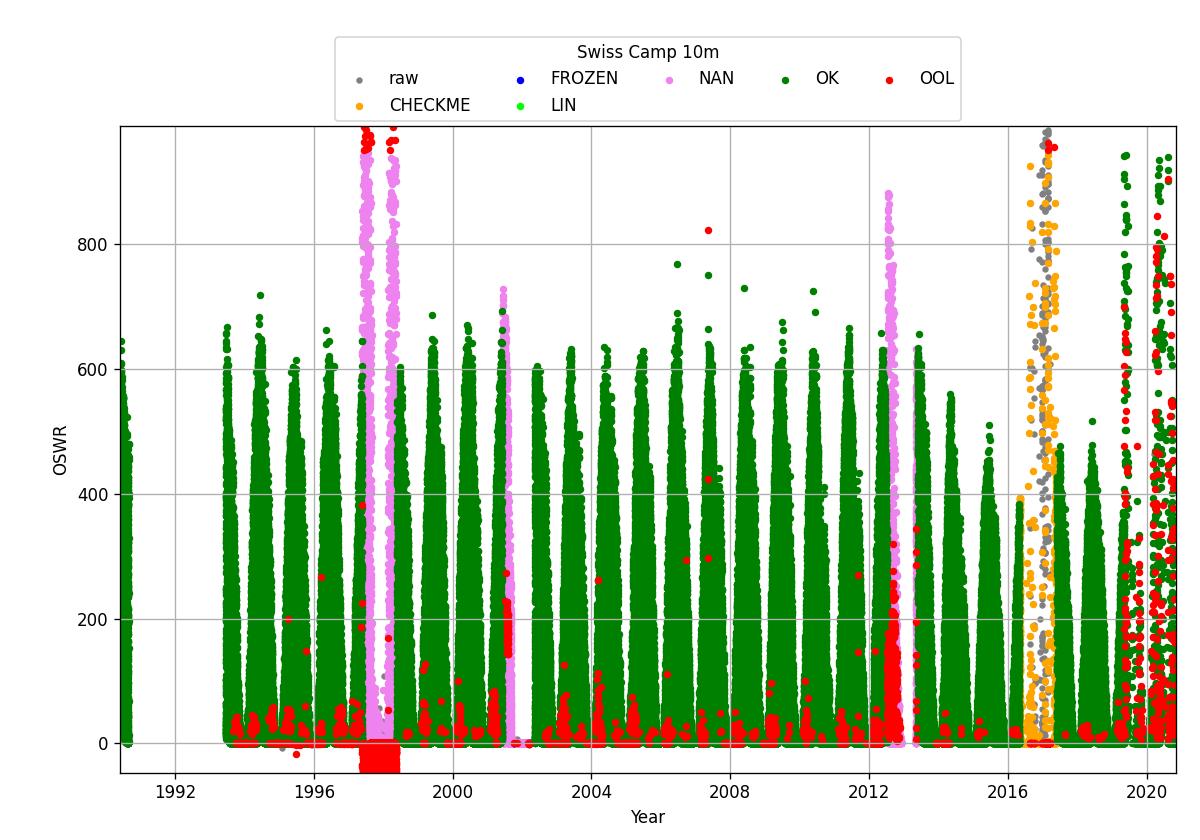 Swiss Camp 10m
raw FROZEN NAN OK OOL
CHECKME LIN
OSWR
800
600
400
200
0
1992 1996 2000 2004 2008 2012 2016 2020
Year